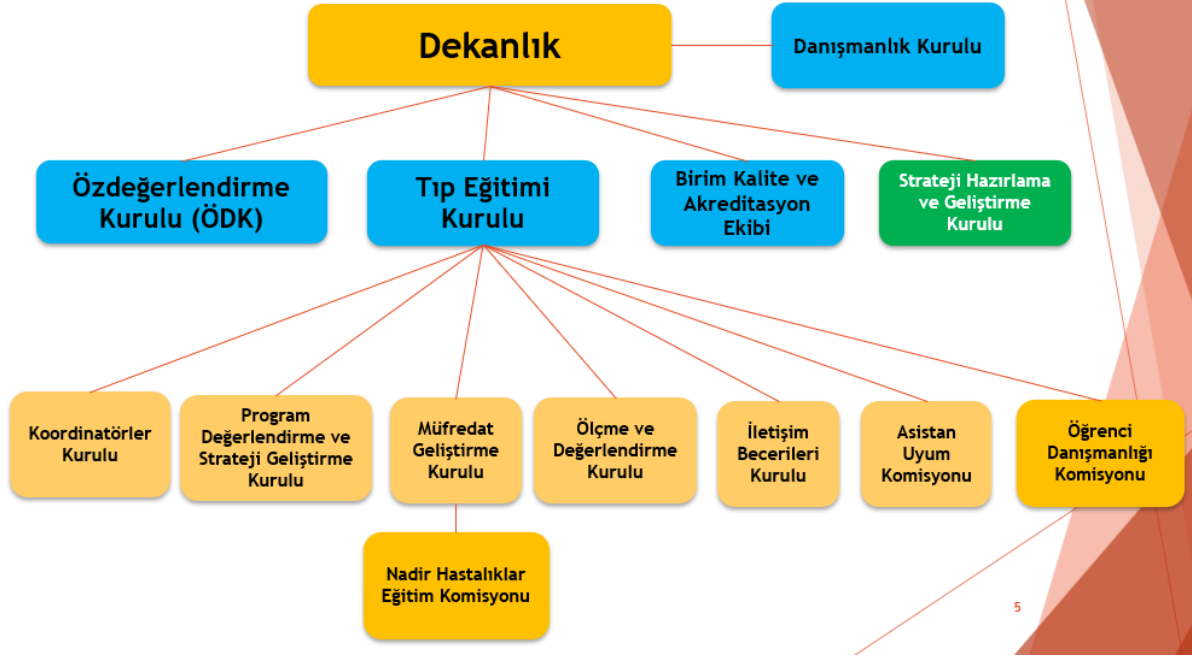 Dekanlık
Danışmanlık Kurulu
Özdeğerlendirme
Kurulu (ÖDK)
Tıp Eğitimi
Kurulu
Birim Kalite ve
Akreditasyon
Ekibi
Strateji Hazırlama
ve Geliştirme
Kurulu
Koordinatörler
Kurulu
Program
Değerlendirme ve
Strateji Geliştirme
Kurulu
Müfredat
Geliştirme
Kurulu
Ölçme ve
Değerlendirme
Kurulu
İletişim
Becerileri
Kurulu
Asistan
Uyum
Komisyonu
Öğrenci
Danışmanlığı
Komisyonu
Nadir Hastalıklar
Eğitim Komisyonu
5